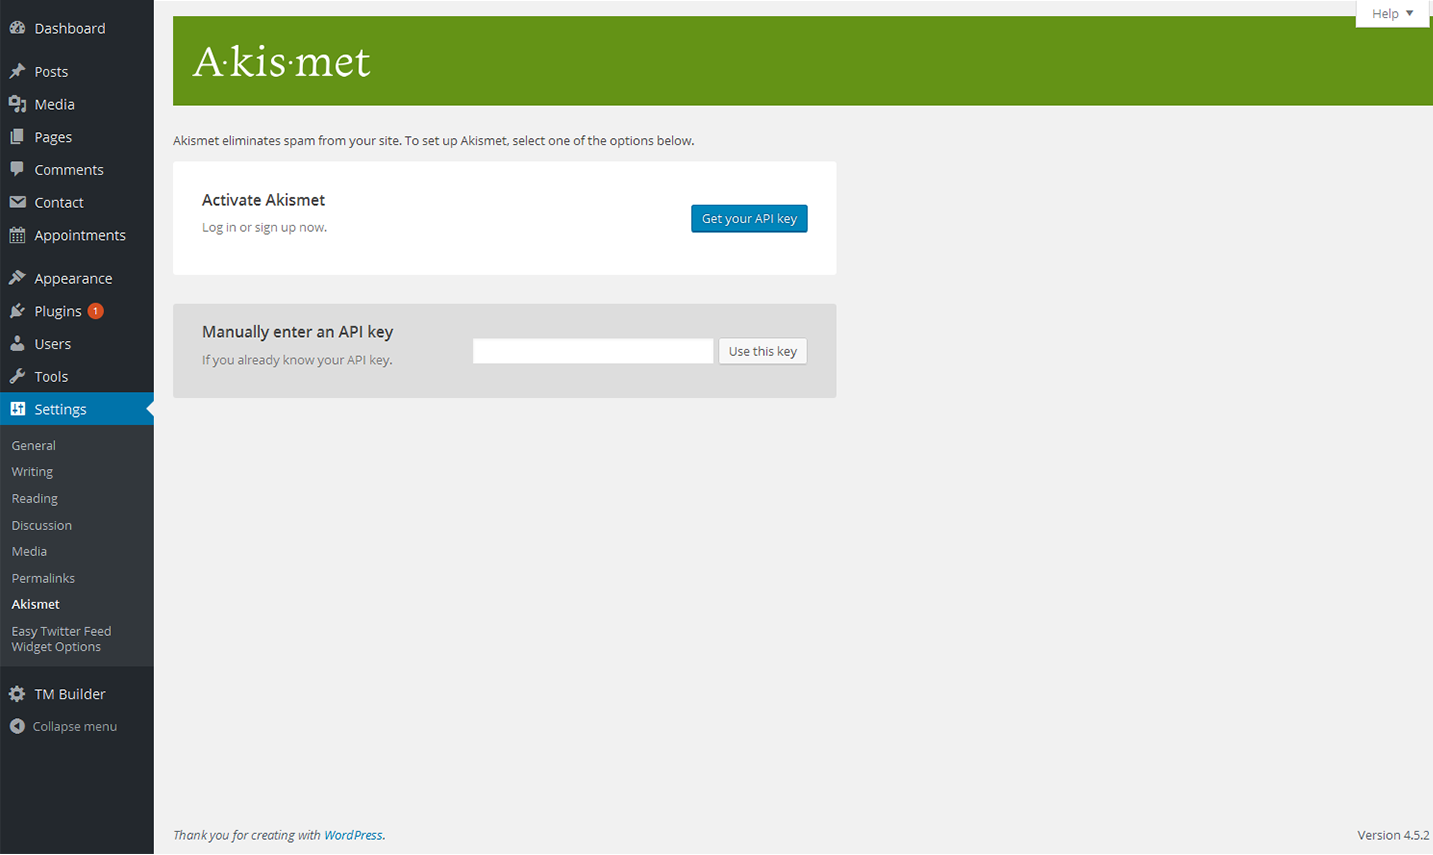 Dashboard
Posts
Media
Pages
Comments
Contact
Appointments
Appearance
Plugins 1
Users
Tools
Settings
General
Writing
Reading
Discussion
Media
Permalinks
Akismet
Easy Twitter Feed
Widget Options
TM Builder
Collapse menu
Help
A·kis·met
Akismet eliminates spam from your site. To set up Akismet, select one of the options below.
Activate Akismet
Log in or sign up now.
Get your API key
Manually enter an API key
If you already know your API key.
Use this key
Thank you for creating with WordPress.
Version 4.5.2